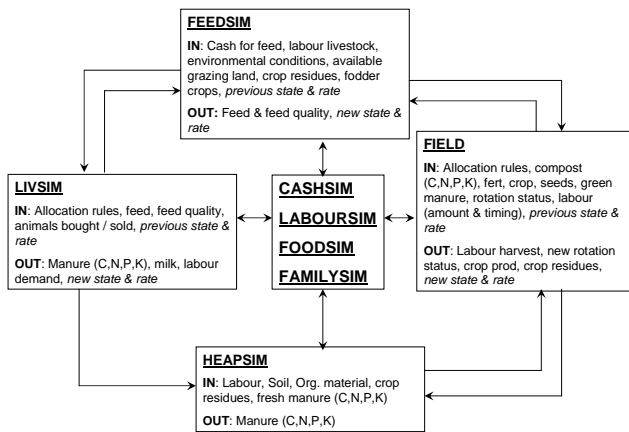 FEEDSIM
IN: Cash for feed, labour livestock,
environmental conditions, available
grazing land, crop residues, fodder
crops, previous state & rate
OUT: Feed & feed quality, new state &
rate
LIVSIM
IN: Allocation rules, feed, feed quality,
animals bought / sold, previous state &
rate
OUT: Manure (C,N,P,K), milk, labour
demand, new state & rate
CASHSIM
LABOURSIM
FOODSIM
FAMILYSIM
FIELD
IN: Allocation rules, compost
(C,N,P,K), fert, crop, seeds, green
manure, rotation status, labour
(amount & timing), previous state &
rate
OUT: Labour harvest, new rotation
status, crop prod, crop residues,
new state & rate
HEAPSIM
IN: Labour, Soil, Org. material, crop
residues, fresh manure (C,N,P,K)
OUT: Manure (C,N,P,K)